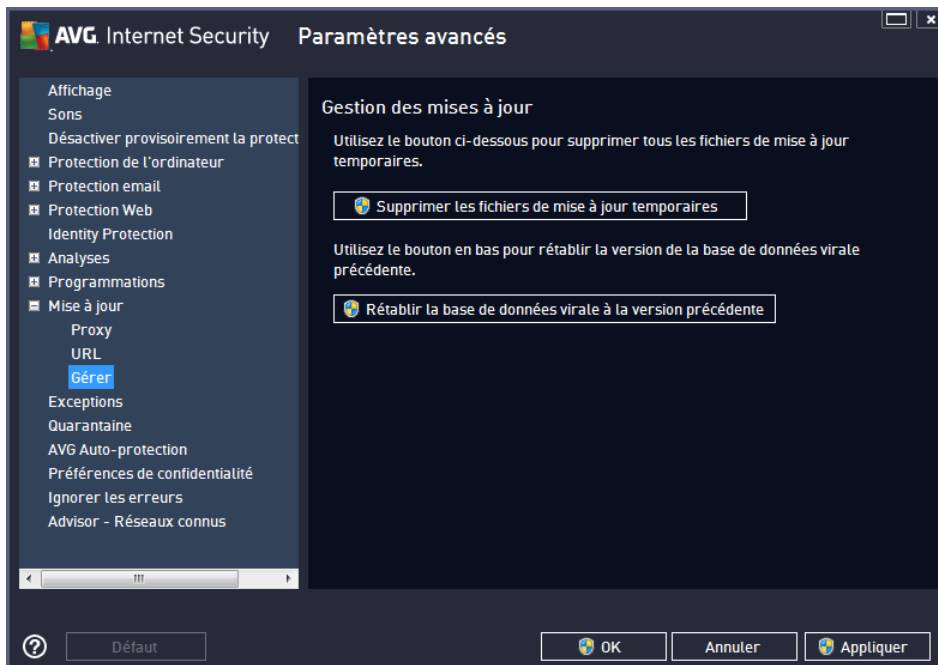 AVG. Internet Security Paramètres avancés
Affichage
Sons
Désactiver provisoirement la protect
Protection de l'ordinateur
Protection email
Protection Web
Identity Protection
Analyses
Programmations
Mise à jour
Proxy
URL
Gérer
Exceptions
Quarantaine
AVG Auto-protection
Préférences de confidentialité
Ignorer les erreurs
Advisor - Réseaux connus
Gestion des mises à jour
Utilisez le bouton ci-dessous pour supprimer tous les fichiers de mise à jour
temporaires.
Supprimer les fichiers de mise à jour temporaires
Utilisez le bouton en bas pour rétablir la version de la base de données virale
précédente.
Rétablir la base de données virale à la version précédente
Défaut
OK
Annuler
Appliquer